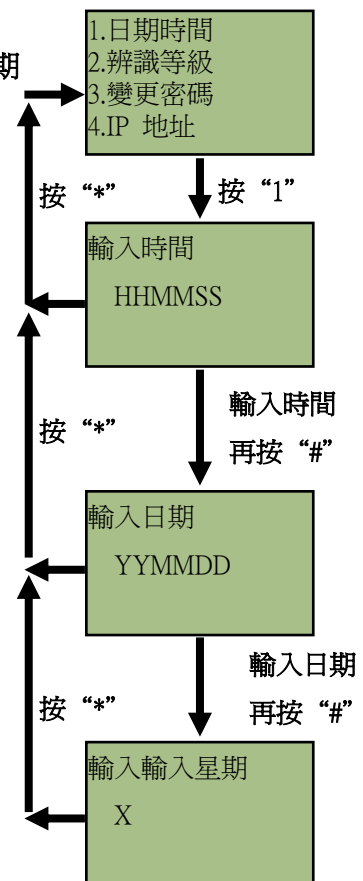 期
1.日期時間
2.辨識等級
3.變更密碼
4.IP 地址
按“*”
按“1”
輸入時間
HHMMSS
輸入時間
再按“#”
按“*”
輸入日期
YYMMDD
輸入日期
再按“#”
按“*”
輸入輸入星期
X